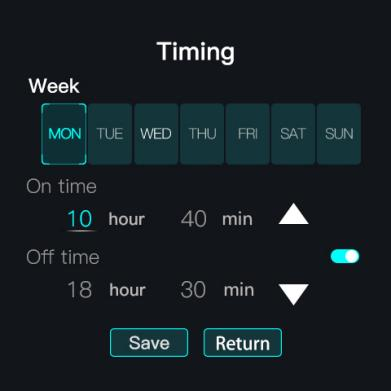 Timing
Week
MON TUE WED THU FRI SAT SUN
On time
10 hour 40 min
Off time
18 hour 30 min
Save Return